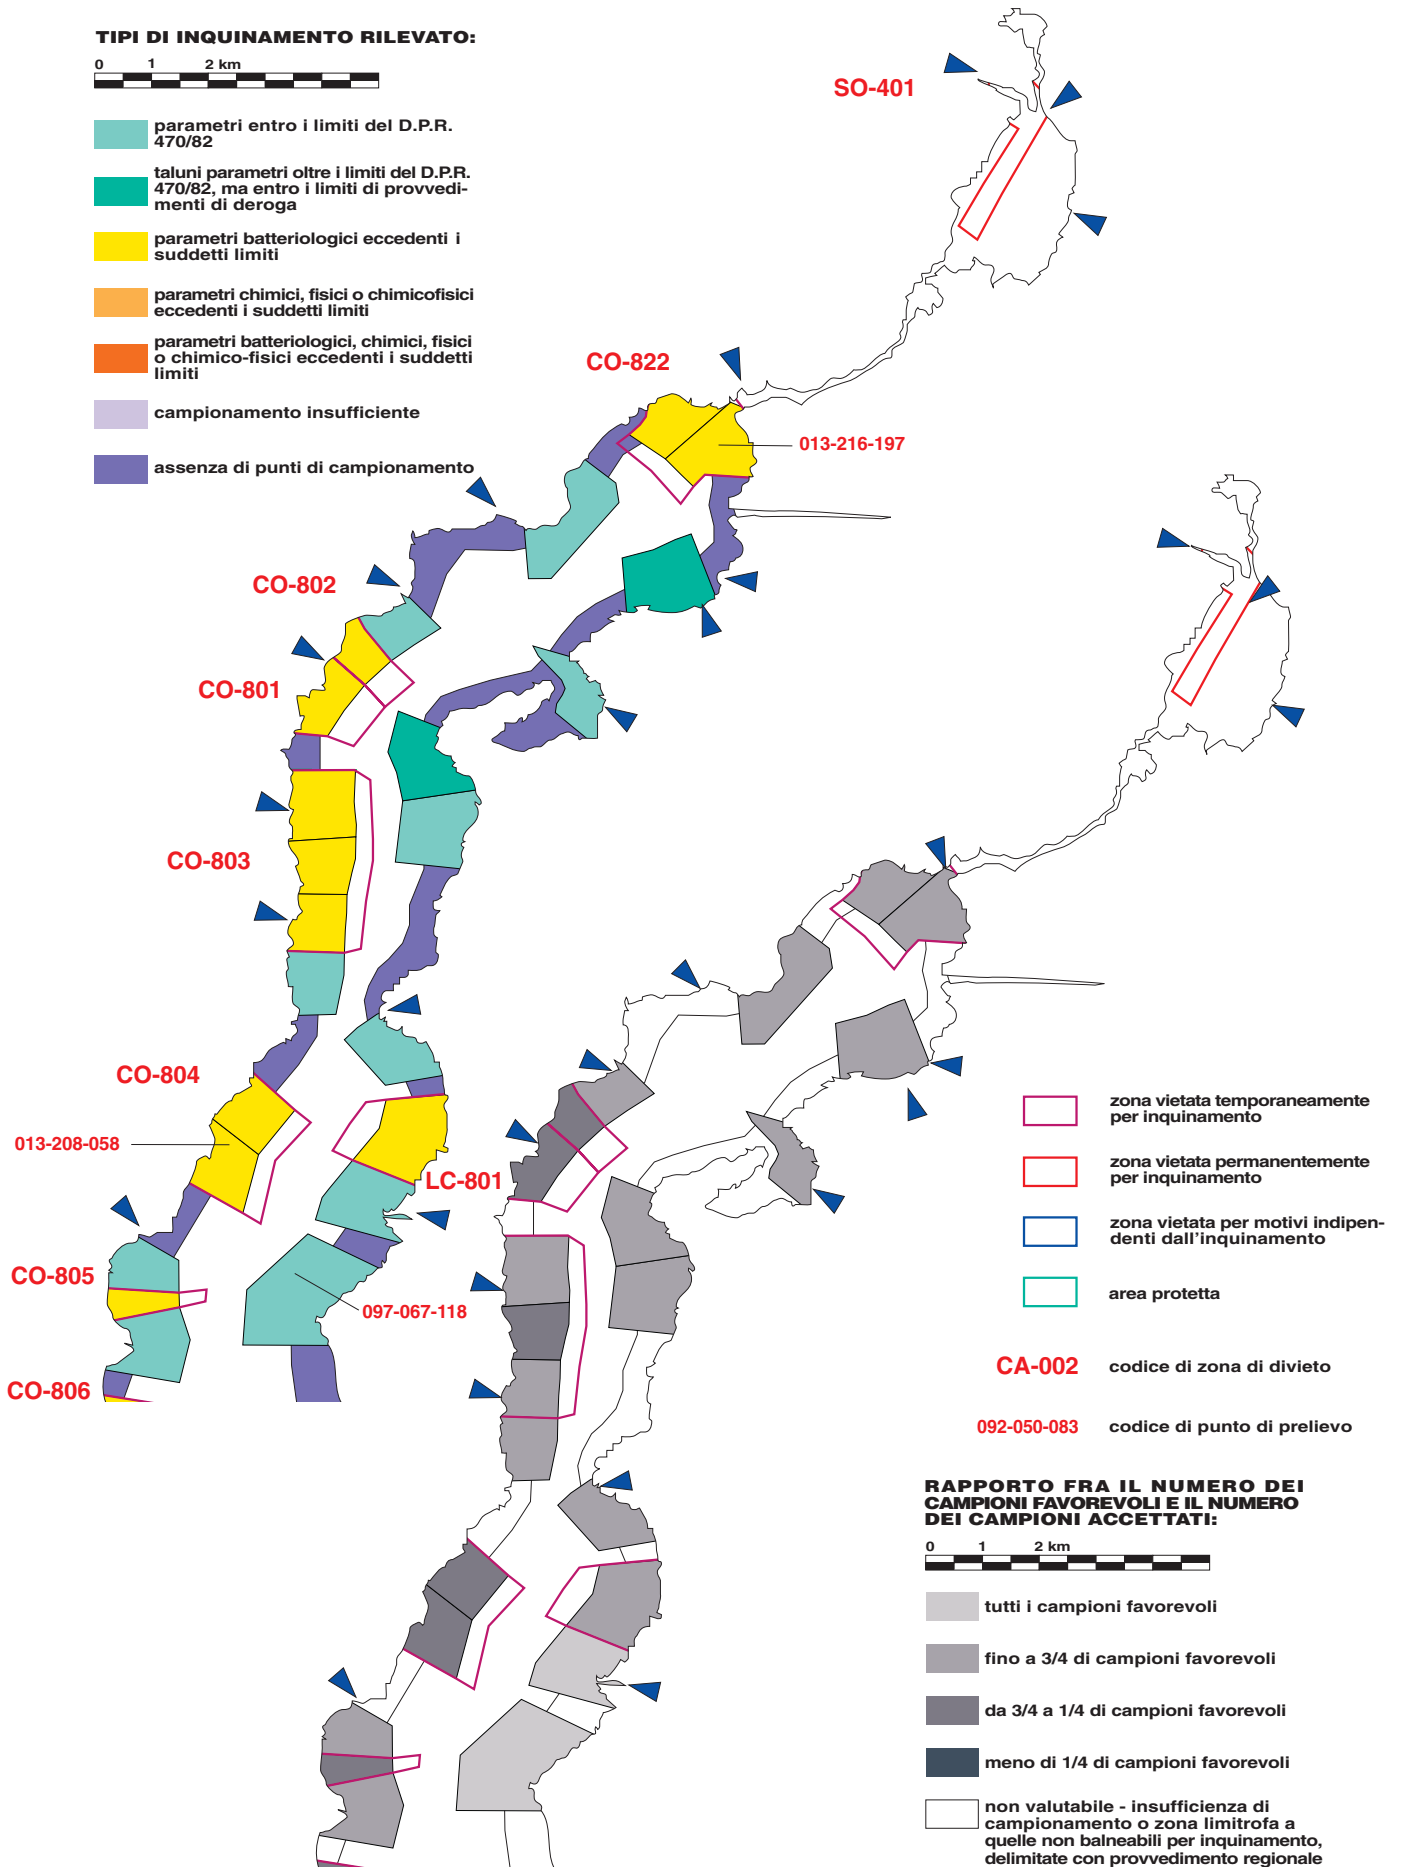 TIPI DI INQUINAMENTO RILEVATO:
0 1 2 km
parametri entro i limiti del D.P.R.
470/82
taluni parametri oltre i limiti del D.P.R.
470/82, ma entro i limiti di provvedi-
menti di deroga
parametri batteriologici eccedenti i
suddetti limiti
parametri chimici, fisici o chimicofisici
eccedenti i suddetti limiti
parametri batteriologici, chimici, fisici
o chimico-fisici eccedenti i suddetti
limiti
campionamento insufficiente
assenza di punti di campionamento
SO-401
CO-822
013-216-197
CO-802
CO-801
CO-803
CO-804
013-208-058
LC-801
CO-805
097-067-118
CO-806
zona vietata temporaneamente
per inquinamento
zona vietata permanentemente
per inquinamento
zona vietata per motivi indipen-
denti dall'inquinamento
area protetta
CA-002 codice di zona di divieto
092-050-083 codice di punto di prelievo
RAPPORTO FRA IL NUMERO DEI
CAMPIONI FAVOREVOLI E IL NUMERO
DEI CAMPIONI ACCETTATI:
0 1 2 km
tutti i campioni favorevoli
fino a 3/4 di campioni favorevoli
da 3/4 a 1/4 di campioni favorevoli
meno di 1/4 di campioni favorevoli
non valutabile - insufficienza di
campionamento o zona limitrofa a
quelle non balneabili per inquinamento,
delimitate con provvedimento regionale